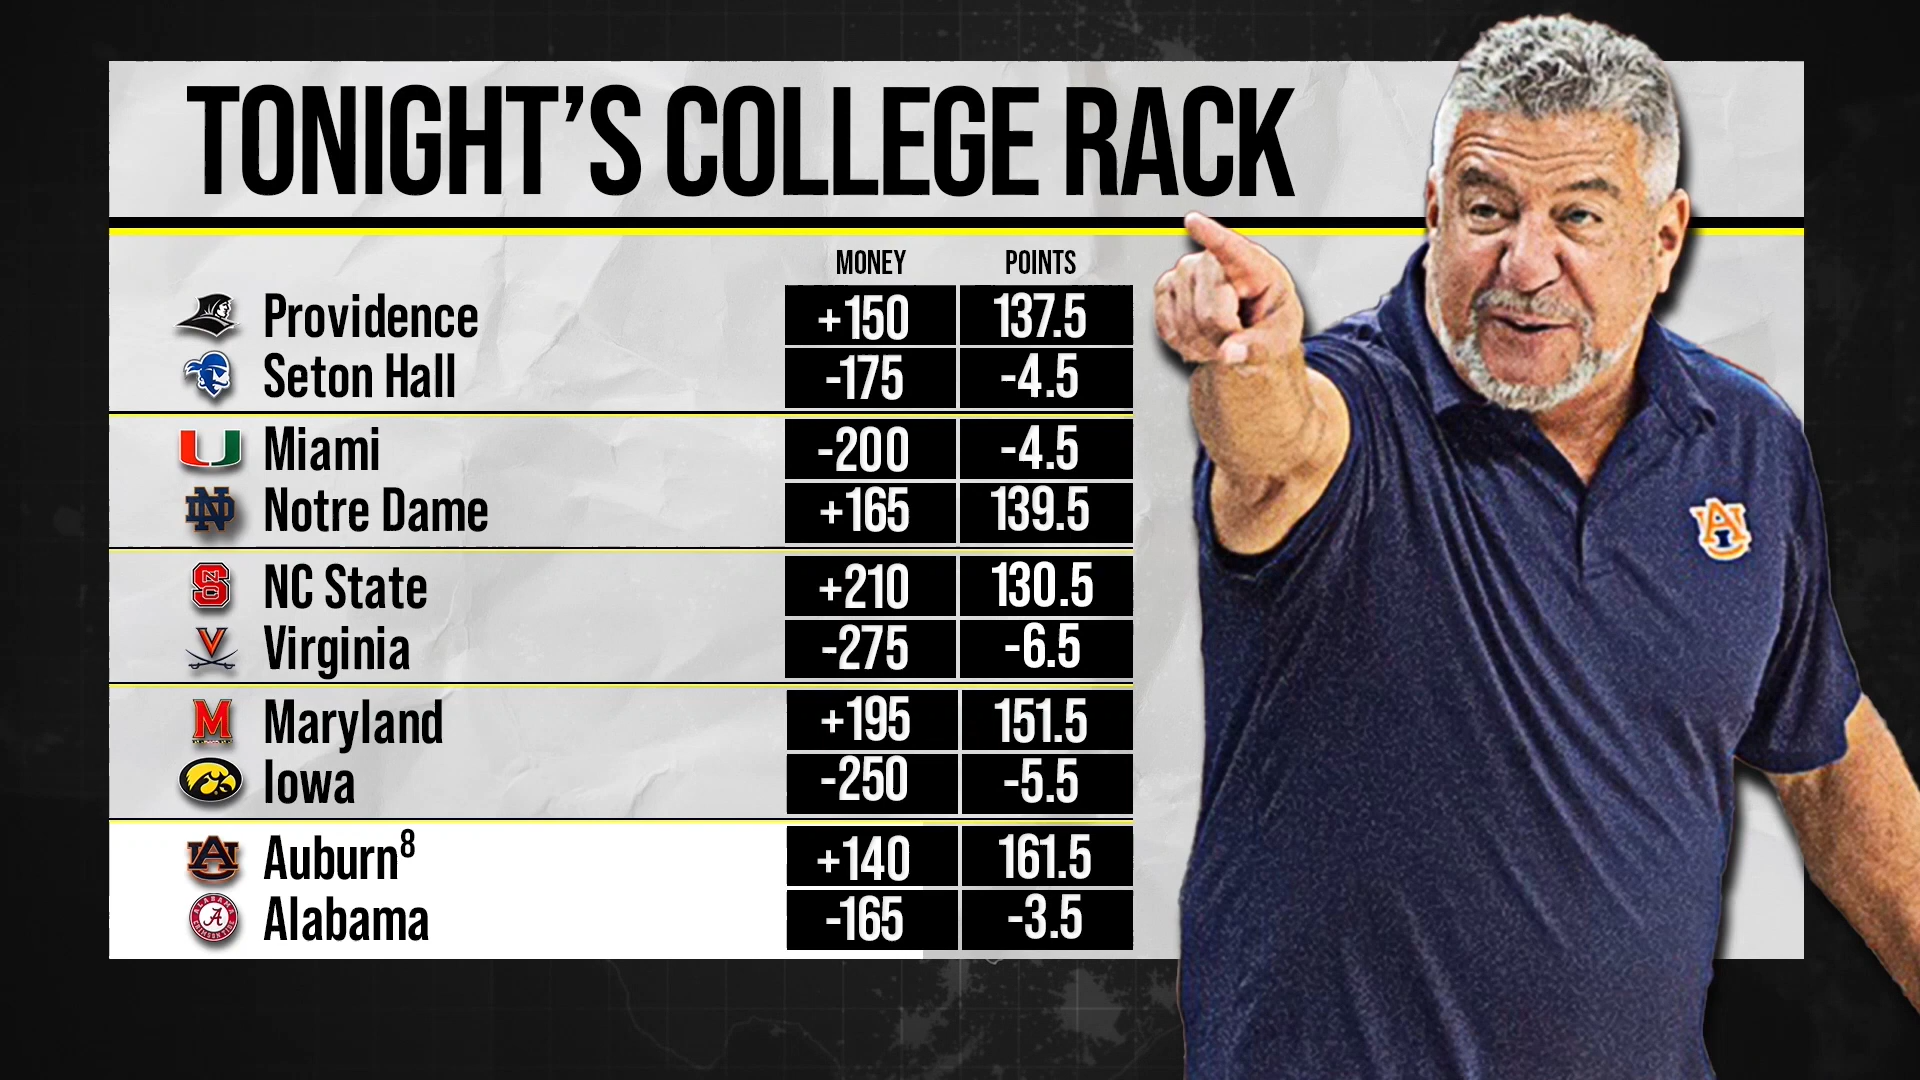 TONIGHT'S COLLEGE RACK
MONEY POINTS
Providence +150 137.5
Seton Hall -175 -4.5
Miami -200 -4.5
Notre Dame +165 139.5
NC State +210 130.5
Virginia -275 -6.5
Maryland +195 151.5
Iowa -250 -5.5
Auburn⁸ +140 161.5
Alabama -165 -3.5